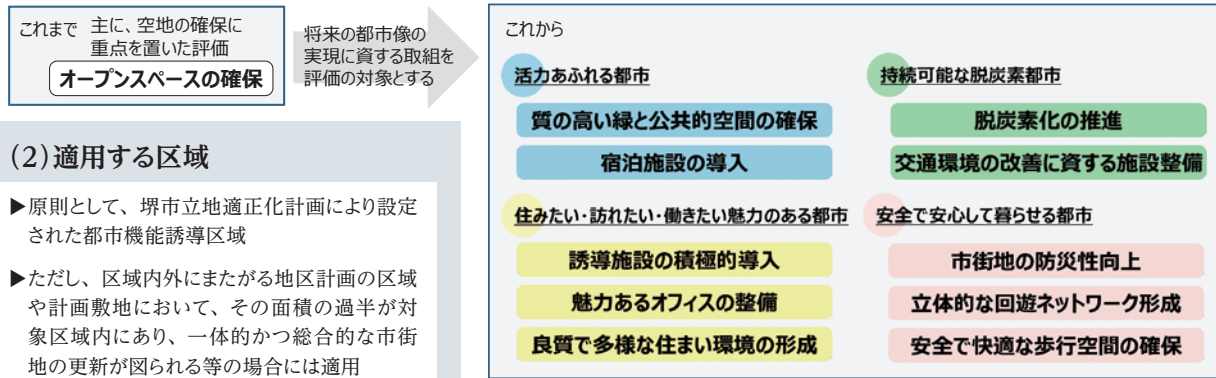 これまで 主に、空地の確保に
重点を置いた評価
オープンスペースの確保
将来の都市像の
実現に資する取組を
評価の対象とする
これから
活力あふれる都市
質の高い緑と公共的空間の確保
宿泊施設の導入
持続可能な脱炭素都市
脱炭素化の推進
交通環境の改善に資する施設整備
住みたい・訪れたい・働きたい魅力のある都市
誘導施設の積極的導入
魅力あるオフィスの整備
良質で多様な住まい環境の形成
安全で安心して暮らせる都市
市街地の防災性向上
立体的な回遊ネットワーク形成
安全で快適な歩行空間の確保
(2)適用する区域
▶原則として、堺市立地適正化計画により設定
された都市機能誘導区域
▶ただし、区域内外にまたがる地区計画の区域
や計画敷地において、その面積の過半が対
象区域内にあり、一体的かつ総合的な市街
地の更新が図られる等の場合には適用